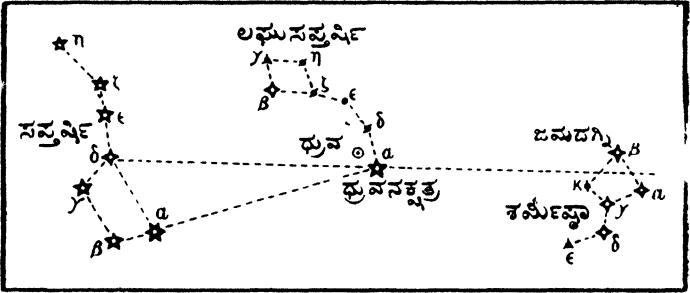 ಲಘುಸಪ್ತರ್ಷಿ
η
γ
η
β
ζ
ε
δ
ζ
ε
ಸಪ್ತರ್ಷಿ
δ
ಧ್ರುವ
α
ಧ್ರುವನಕ್ಷತ್ರ
γ
α
β
ಜಮದಗ್ನಿ
β
κ
α
γ
ಶರ್ಮಿಷ್ಠಾ
δ
ε